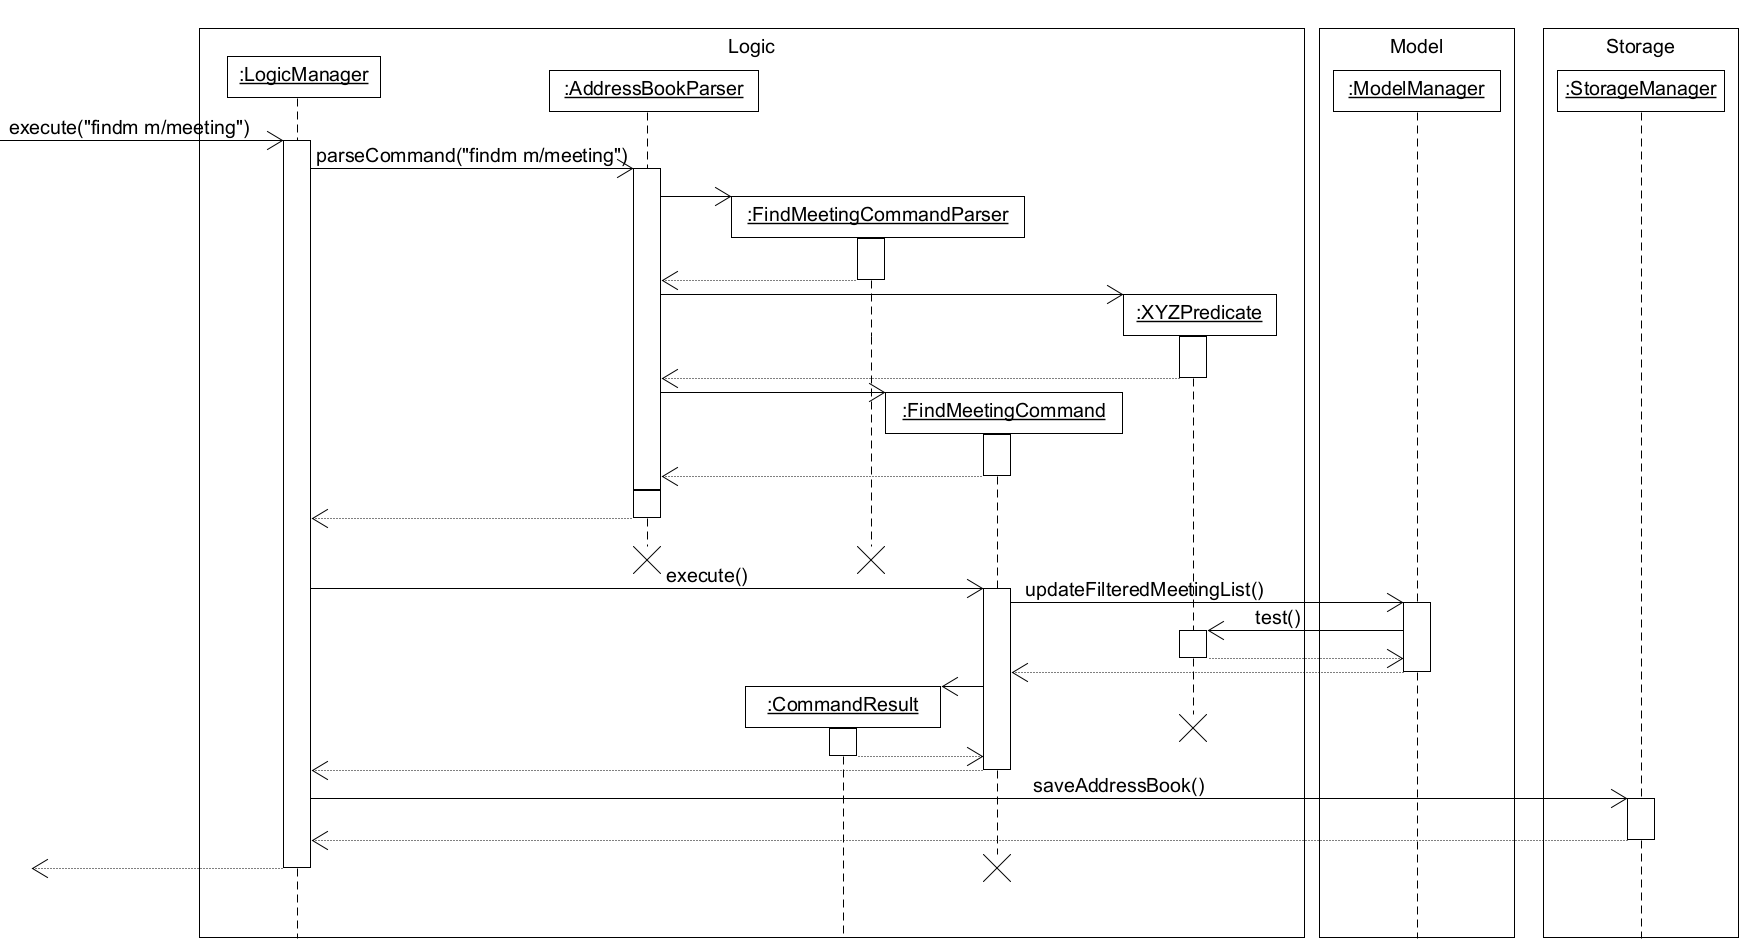 Logic
Model
Storage
:LogicManager
:AddressBookParser
:ModelManager
:StorageManager
execute("findm m/meeting")
parseCommand("findm m/meeting")
:FindMeetingCommandParser
:XYZPredicate
:FindMeetingCommand
execute()
updateFilteredMeetingList()
test()
:CommandResult
saveAddressBook()